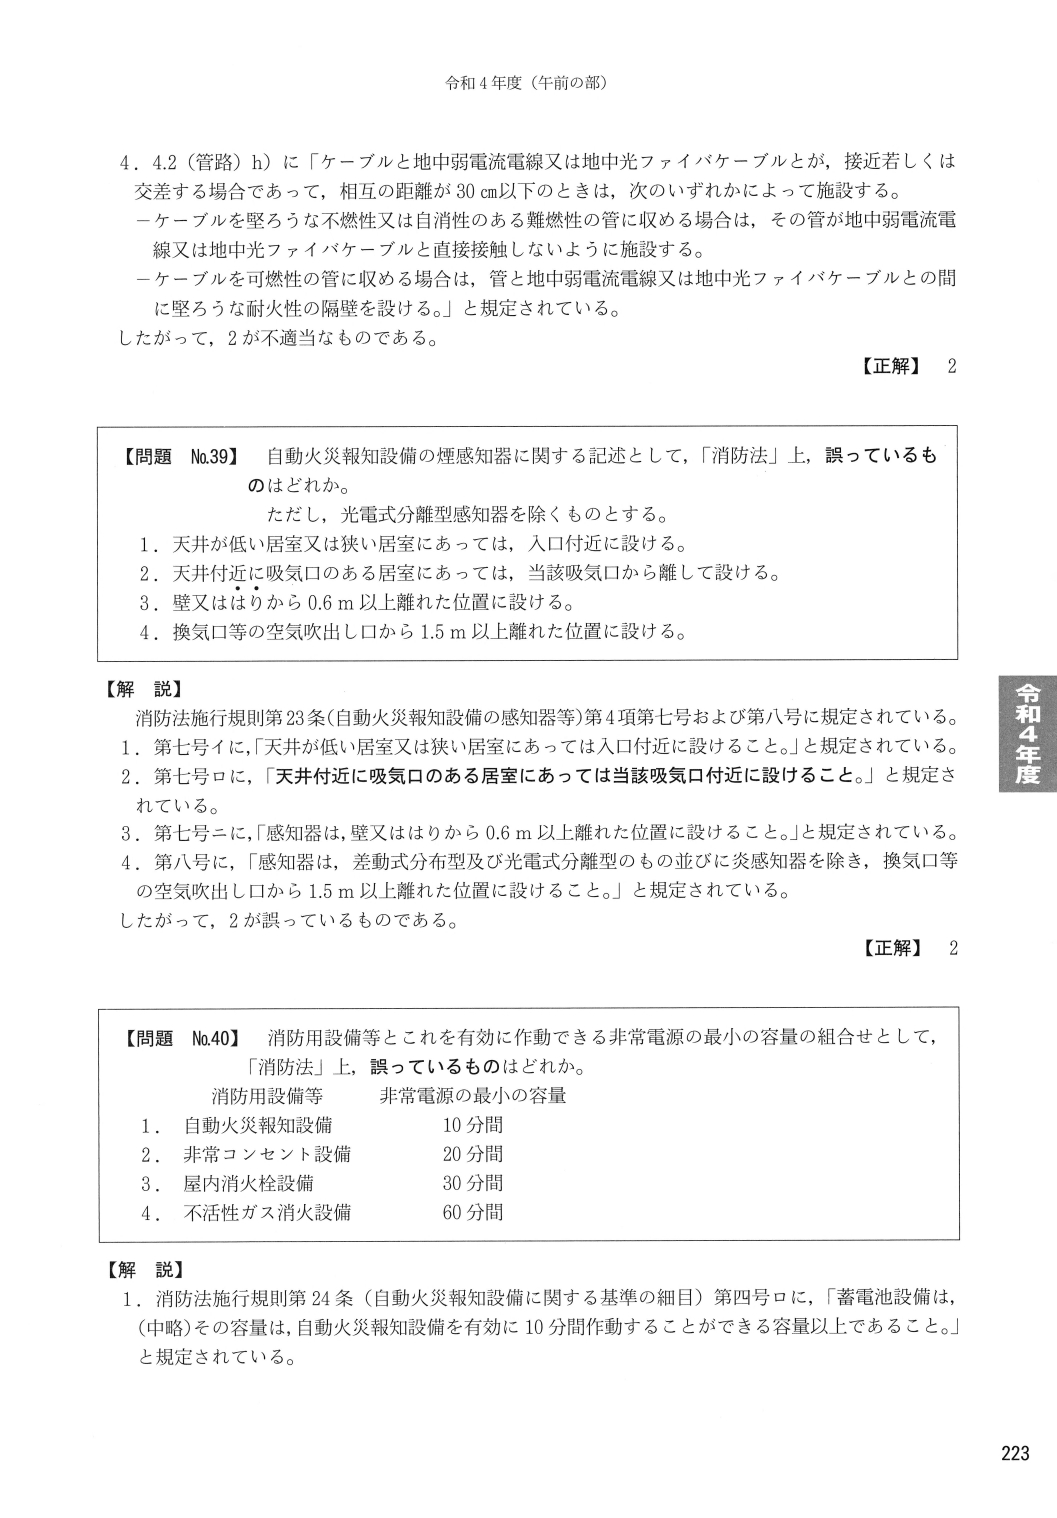 令和4年度（午前の部）
4．4.2（管路）h）に「ケーブルと地中弱電流電線又は地中光ファイバケーブルとが，接近若しくは
交差する場合であって，相互の距離が30㎝以下のときは，次のいずれかによって施設する。
－ケーブルを堅ろうな不燃性又は自消性のある難燃性の管に収める場合は，その管が地中弱電流電
線又は地中光ファイバケーブルと直接接触しないように施設する。
－ケーブルを可燃性の管に収める場合は，管と地中弱電流電線又は地中光ファイバケーブルとの間
に堅ろうな耐火性の隔壁を設ける。」と規定されている。
したがって，2が不適当なものである。
【正解】　2
【問題　№39】　自動火災報知設備の煙感知器に関する記述として，「消防法」上，誤っているも
のはどれか。
ただし，光電式分離型感知器を除くものとする。
1．天井が低い居室又は狭い居室にあっては，入口付近に設ける。
2．天井付近に吸気口のある居室にあっては，当該吸気口から離して設ける。
3．壁又ははりから0.6 m以上離れた位置に設ける。
4．換気口等の空気吹出し口から1.5 m以上離れた位置に設ける。
【解　説】
消防法施行規則第23条（自動火災報知設備の感知器等）第4項第七号および第八号に規定されている。
1．第七号イに，「天井が低い居室又は狭い居室にあっては入口付近に設けること。」と規定されている。
2．第七号ロに，「天井付近に吸気口のある居室にあっては当該吸気口付近に設けること。」と規定さ
れている。
3．第七号ニに，「感知器は，壁又ははりから0.6 m以上離れた位置に設けること。」と規定されている。
4．第八号に，「感知器は，差動式分布型及び光電式分離型のもの並びに炎感知器を除き，換気口等
の空気吹出し口から1.5 m以上離れた位置に設けること。」と規定されている。
したがって，2が誤っているものである。
【正解】　2
令和4年度
【問題　№40】　消防用設備等とこれを有効に作動できる非常電源の最小の容量の組合せとして，
「消防法」上，誤っているものはどれか。
消防用設備等　　　非常電源の最小の容量
1．　自動火災報知設備　　　10分間
2．　非常コンセント設備　　　20分間
3．　屋内消火栓設備　　　30分間
4．　不活性ガス消火設備　　　60分間
【解　説】
1．消防法施行規則第24条（自動火災報知設備に関する基準の細目）第四号ロに，「蓄電池設備は，
（中略）その容量は，自動火災報知設備を有効に10分間作動することができる容量以上であること。」
と規定されている。
223